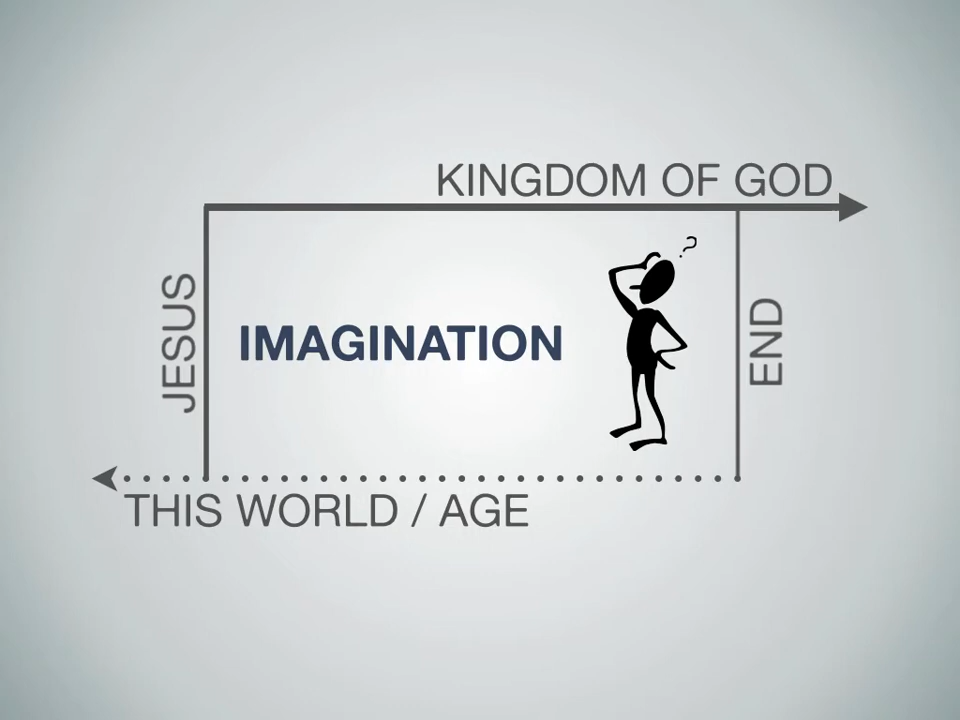 KINGDOM OF GOD
JESUS
IMAGINATION
?
END
THIS WORLD / AGE